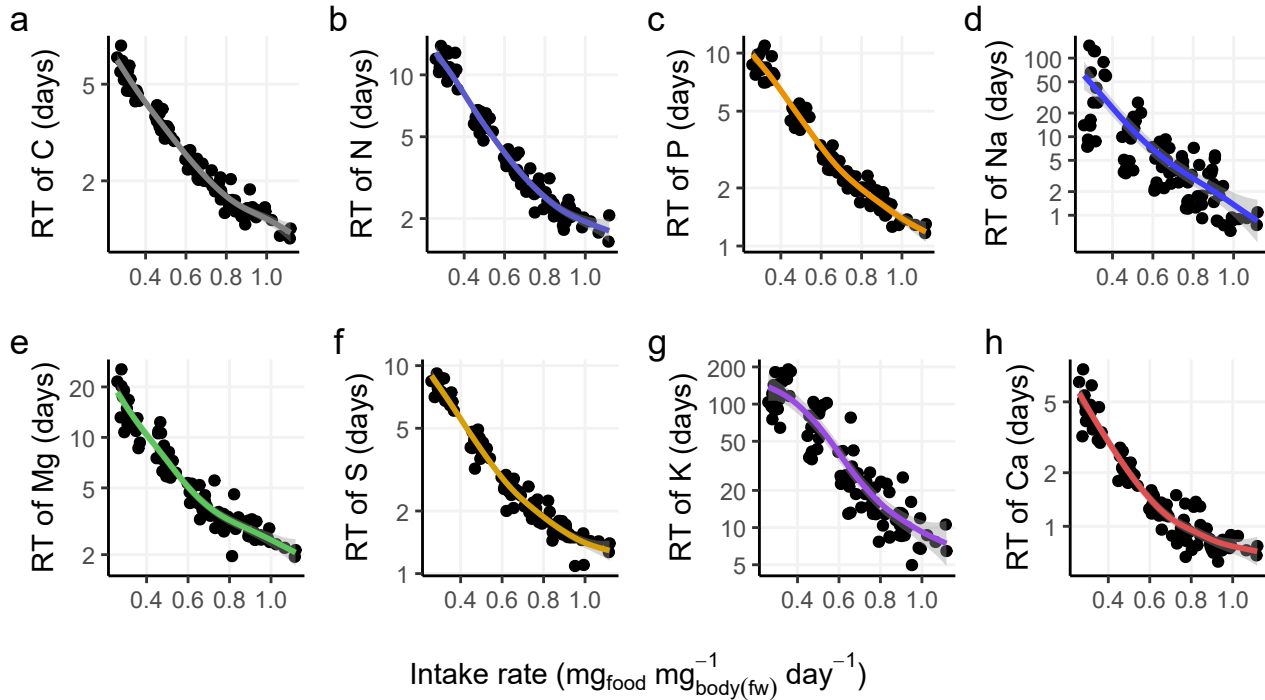 a b c d
RT of C (days)
5
2
0.4 0.6 0.8 1.0
RT of N (days)
10
5
2
0.4 0.6 0.8 1.0
RT of P (days)
10
5
2
1
0.4 0.6 0.8 1.0
RT of Na (days)
100
50
20
10
5
2
1
0.4 0.6 0.8 1.0
e f g h
RT of Mg (days)
20
10
5
2
0.4 0.6 0.8 1.0
RT of S (days)
10
5
2
1
0.4 0.6 0.8 1.0
RT of K (days)
200
100
50
20
10
5
0.4 0.6 0.8 1.0
RT of Ca (days)
5
2
1
0.4 0.6 0.8 1.0
Intake rate (mg_food mg_body(fw)^−1 day^−1)